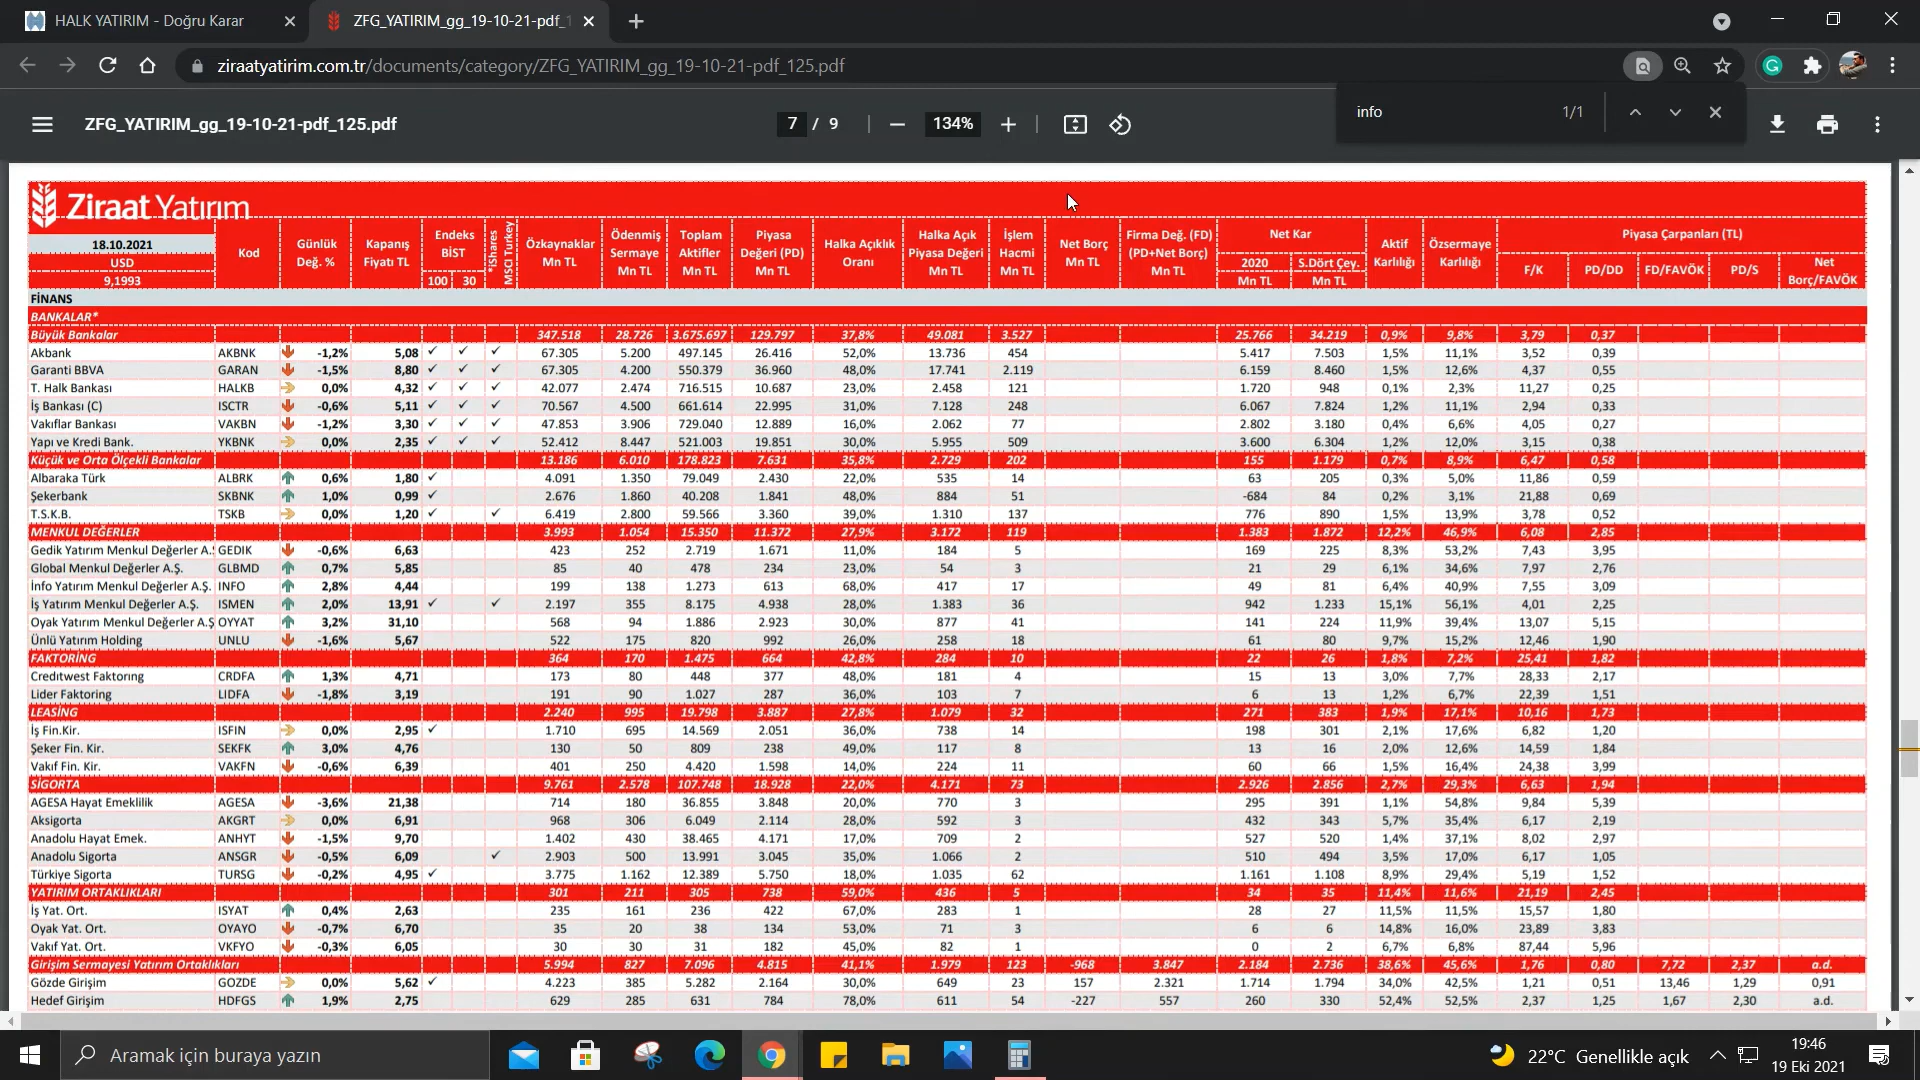 HALK YATIRIM - Doğru Karar
ZFG_YATIRIM_gg_19-10-21-pdf_1
ziraatyatirim.com.tr/documents/category/ZFG_YATIRIM_gg_19-10-21-pdf_125.pdf
info 1/1
ZFG_YATIRIM_gg_19-10-21-pdf_125.pdf 7 / 9 134%
Ziraat Yatırım
18.10.2021
USD
9,1993
Kod Günlük Değ. % Kapanış Fiyatı TL Endeks BİST 100 30 *iShares MSCI Turkey Özkaynaklar Mn TL Ödenmiş Sermaye Mn TL Toplam Aktifler Mn TL Piyasa Değeri (PD) Mn TL Halka Açıklık Oranı Halka Açık Piyasa Değeri Mn TL İşlem Hacmi Mn TL Net Borç Mn TL Firma Değ. (FD) (PD+Net Borç) Mn TL Net Kar 2020 Mn TL S.Dört Çey. Mn TL Aktif Karlılığı Özsermaye Karlılığı Piyasa Çarpanları (TL) F/K PD/DD FD/FAVÖK PD/S Net Borç/FAVÖK
FİNANS
BANKALAR*
Büyük Bankalar 347.518 28.726 3.675.697 129.797 37,8% 49.081 3.527 25.766 34.219 0,9% 9,8% 3,79 0,37
Akbank AKBNK -1,2% 5,08 ✓ ✓ ✓ 67.305 5.200 497.145 26.416 52,0% 13.736 454 5.417 7.503 1,5% 11,1% 3,52 0,39
Garanti BBVA GARAN -1,5% 8,80 ✓ ✓ ✓ 67.305 4.200 550.379 36.960 48,0% 17.741 2.119 6.159 8.460 1,5% 12,6% 4,37 0,55
T. Halk Bankası HALKB 0,0% 4,32 ✓ ✓ ✓ 42.077 2.474 716.515 10.687 23,0% 2.458 121 1.720 948 0,1% 2,3% 11,27 0,25
İş Bankası (C) ISCTR -0,6% 5,11 ✓ ✓ ✓ 70.567 4.500 661.614 22.995 31,0% 7.128 248 6.067 7.824 1,2% 11,1% 2,94 0,33
Vakıflar Bankası VAKBN -1,2% 3,30 ✓ ✓ ✓ 47.853 3.906 729.040 12.889 16,0% 2.062 77 2.802 3.180 0,4% 6,6% 4,05 0,27
Yapı ve Kredi Bank. YKBNK 0,0% 2,35 ✓ ✓ ✓ 52.412 8.447 521.003 19.851 30,0% 5.955 509 3.600 6.304 1,2% 12,0% 3,15 0,38
Küçük ve Orta Ölçekli Bankalar 13.186 6.010 178.823 7.631 35,8% 2.729 202 155 1.179 0,7% 8,9% 6,47 0,58
Albaraka Türk ALBRK 0,6% 1,80 ✓ 4.091 1.350 79.049 2.430 22,0% 535 14 63 205 0,3% 5,0% 11,86 0,59
Şekerbank SKBNK 1,0% 0,99 ✓ 2.676 1.860 40.208 1.841 48,0% 884 51 -684 84 0,2% 3,1% 21,88 0,69
T.S.K.B. TSKB 0,0% 1,20 ✓ ✓ 6.419 2.800 59.566 3.360 39,0% 1.310 137 776 890 1,5% 13,9% 3,78 0,52
MENKUL DEĞERLER 3.993 1.054 15.350 11.372 27,9% 3.172 119 1.383 1.872 12,2% 46,9% 6,08 2,85
Gedik Yatırım Menkul Değerler A.Ş GEDIK -0,6% 6,63 423 252 2.719 1.671 11,0% 184 5 169 225 8,3% 53,2% 7,43 3,95
Global Menkul Değerler A.Ş. GLBMD 0,7% 5,85 85 40 478 234 23,0% 54 3 21 29 6,1% 34,6% 7,97 2,76
İnfo Yatırım Menkul Değerler A.Ş. INFO 2,8% 4,44 199 138 1.273 613 68,0% 417 17 49 81 6,4% 40,9% 7,55 3,09
İş Yatırım Menkul Değerler A.Ş. ISMEN 2,0% 13,91 ✓ ✓ 2.197 355 8.175 4.938 28,0% 1.383 36 942 1.233 15,1% 56,1% 4,01 2,25
Oyak Yatırım Menkul Değerler A.Ş OYYAT 3,2% 31,10 568 94 1.886 2.923 30,0% 877 41 141 224 11,9% 39,4% 13,07 5,15
Ünlü Yatırım Holding UNLU -1,6% 5,67 522 175 820 992 26,0% 258 18 61 80 9,7% 15,2% 12,46 1,90
FAKTORİNG 364 170 1.475 664 42,8% 284 10 22 26 1,8% 7,2% 25,41 1,82
Creditwest Faktoring CRDFA 1,3% 4,71 173 80 448 377 48,0% 181 4 15 13 3,0% 7,7% 28,33 2,17
Lider Faktoring LIDFA -1,8% 3,19 191 90 1.027 287 36,0% 103 7 6 13 1,2% 6,7% 22,39 1,51
LEASİNG 2.240 995 19.798 3.887 27,8% 1.079 32 271 383 1,9% 17,1% 10,16 1,73
İş Fin.Kir. ISFIN 0,0% 2,95 ✓ 1.710 695 14.569 2.051 36,0% 738 14 198 301 2,1% 17,6% 6,82 1,20
Şeker Fin. Kir. SEKFK 3,0% 4,76 130 50 809 238 49,0% 117 8 13 16 2,0% 12,6% 14,59 1,84
Vakıf Fin. Kir. VAKFN -0,6% 6,39 401 250 4.420 1.598 14,0% 224 11 60 66 1,5% 16,4% 24,38 3,99
SİGORTA 9.761 2.578 107.748 18.928 22,0% 4.171 73 2.926 2.856 2,7% 29,3% 6,63 1,94
AGESA Hayat Emeklilik AGESA -3,6% 21,38 714 180 36.855 3.848 20,0% 770 3 295 391 1,1% 54,8% 9,84 5,39
Aksigorta AKGRT 0,0% 6,91 968 306 6.049 2.114 28,0% 592 3 432 343 5,7% 35,4% 6,17 2,19
Anadolu Hayat Emek. ANHYT -1,5% 9,70 1.402 430 38.465 4.171 17,0% 709 2 527 520 1,4% 37,1% 8,02 2,97
Anadolu Sigorta ANSGR -0,5% 6,09 ✓ 2.903 500 13.991 3.045 35,0% 1.066 2 510 494 3,5% 17,0% 6,17 1,05
Türkiye Sigorta TURSG -0,2% 4,95 ✓ 3.775 1.162 12.389 5.750 18,0% 1.035 62 1.161 1.108 8,9% 29,4% 5,19 1,52
YATIRIM ORTAKLIKLARI 301 211 305 738 59,0% 436 5 34 35 11,4% 11,6% 21,19 2,45
İş Yat. Ort. ISYAT 0,4% 2,63 235 161 236 422 67,0% 283 1 28 27 11,5% 11,5% 15,57 1,80
Oyak Yat. Ort. OYAYO -0,7% 6,70 35 20 38 134 53,0% 71 3 6 6 14,8% 16,0% 23,89 3,83
Vakıf Yat. Ort. VKFYO -0,3% 6,05 30 30 31 182 45,0% 82 1 0 2 6,7% 6,8% 87,44 5,96
Girişim Sermayesi Yatırım Ortaklıkları 5.994 827 7.096 4.815 41,1% 1.979 123 -968 3.847 2.184 2.736 38,6% 45,6% 1,76 0,80 7,72 2,37 a.d.
Gözde Girişim GOZDE 0,0% 5,62 ✓ 4.223 385 5.282 2.164 30,0% 649 23 157 2.321 1.714 1.794 34,0% 42,5% 1,21 0,51 13,46 1,29 0,91
Hedef Girişim HDFGS 1,9% 2,75 629 285 631 784 78,0% 611 54 -227 557 260 330 52,4% 52,5% 2,37 1,25 1,67 2,30 a.d.
Aramak için buraya yazın
22°C Genellikle açık
19:46
19 Eki 2021